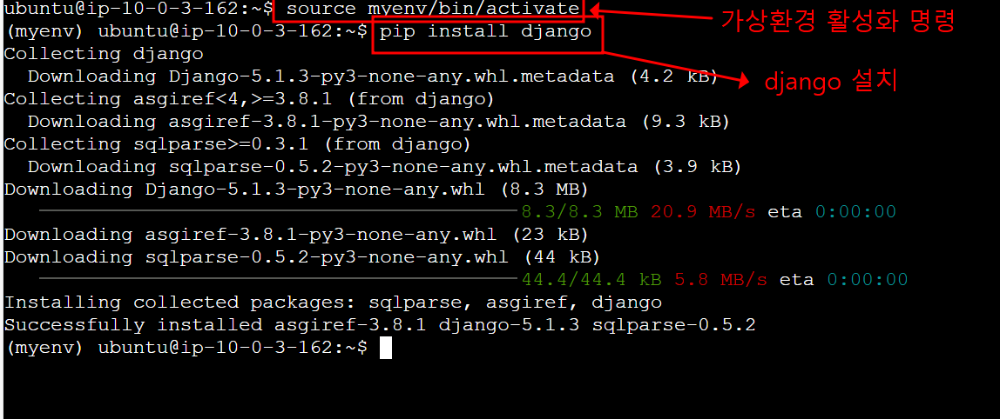 ubuntu@ip-10-0-3-162:~$ source myenv/bin/activate
가상환경 활성화 명령
(myenv) ubuntu@ip-10-0-3-162:~$ pip install django
Collecting django
Downloading Django-5.1.3-py3-none-any.whl.metadata (4.2 kB)
django 설치
Collecting asgiref<4,>=3.8.1 (from django)
Downloading asgiref-3.8.1-py3-none-any.whl.metadata (9.3 kB)
Collecting sqlparse>=0.3.1 (from django)
Downloading sqlparse-0.5.2-py3-none-any.whl.metadata (3.9 kB)
Downloading Django-5.1.3-py3-none-any.whl (8.3 MB)
8.3/8.3 MB 20.9 MB/s eta 0:00:00
Downloading asgiref-3.8.1-py3-none-any.whl (23 kB)
Downloading sqlparse-0.5.2-py3-none-any.whl (44 kB)
44.4/44.4 kB 5.8 MB/s eta 0:00:00
Installing collected packages: sqlparse, asgiref, django
Successfully installed asgiref-3.8.1 django-5.1.3 sqlparse-0.5.2
(myenv) ubuntu@ip-10-0-3-162:~$